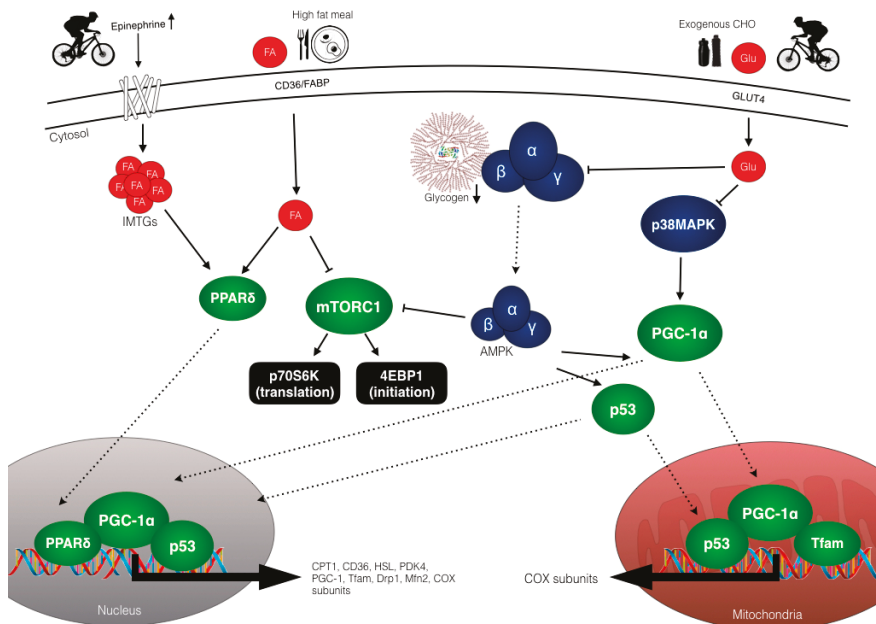 Epinephrine
High fat meal
FA
Exogenous CHO
Glu
CD36/FABP
GLUT4
Cytosol
FA
FA
FA
FA
FA
FA
IMTGs
FA
Glycogen
α
β
γ
Glu
p38MAPK
PPARδ
mTORC1
α
β
γ
AMPK
PGC-1α
p70S6K
(translation)
4EBP1
(initiation)
p53
PGC-1α
PPARδ
p53
CPT1, CD36, HSL, PDK4,
PGC-1, Tfam, Drp1, Mfn2, COX
subunits
Nucleus
PGC-1α
p53
Tfam
COX subunits
Mitochondria